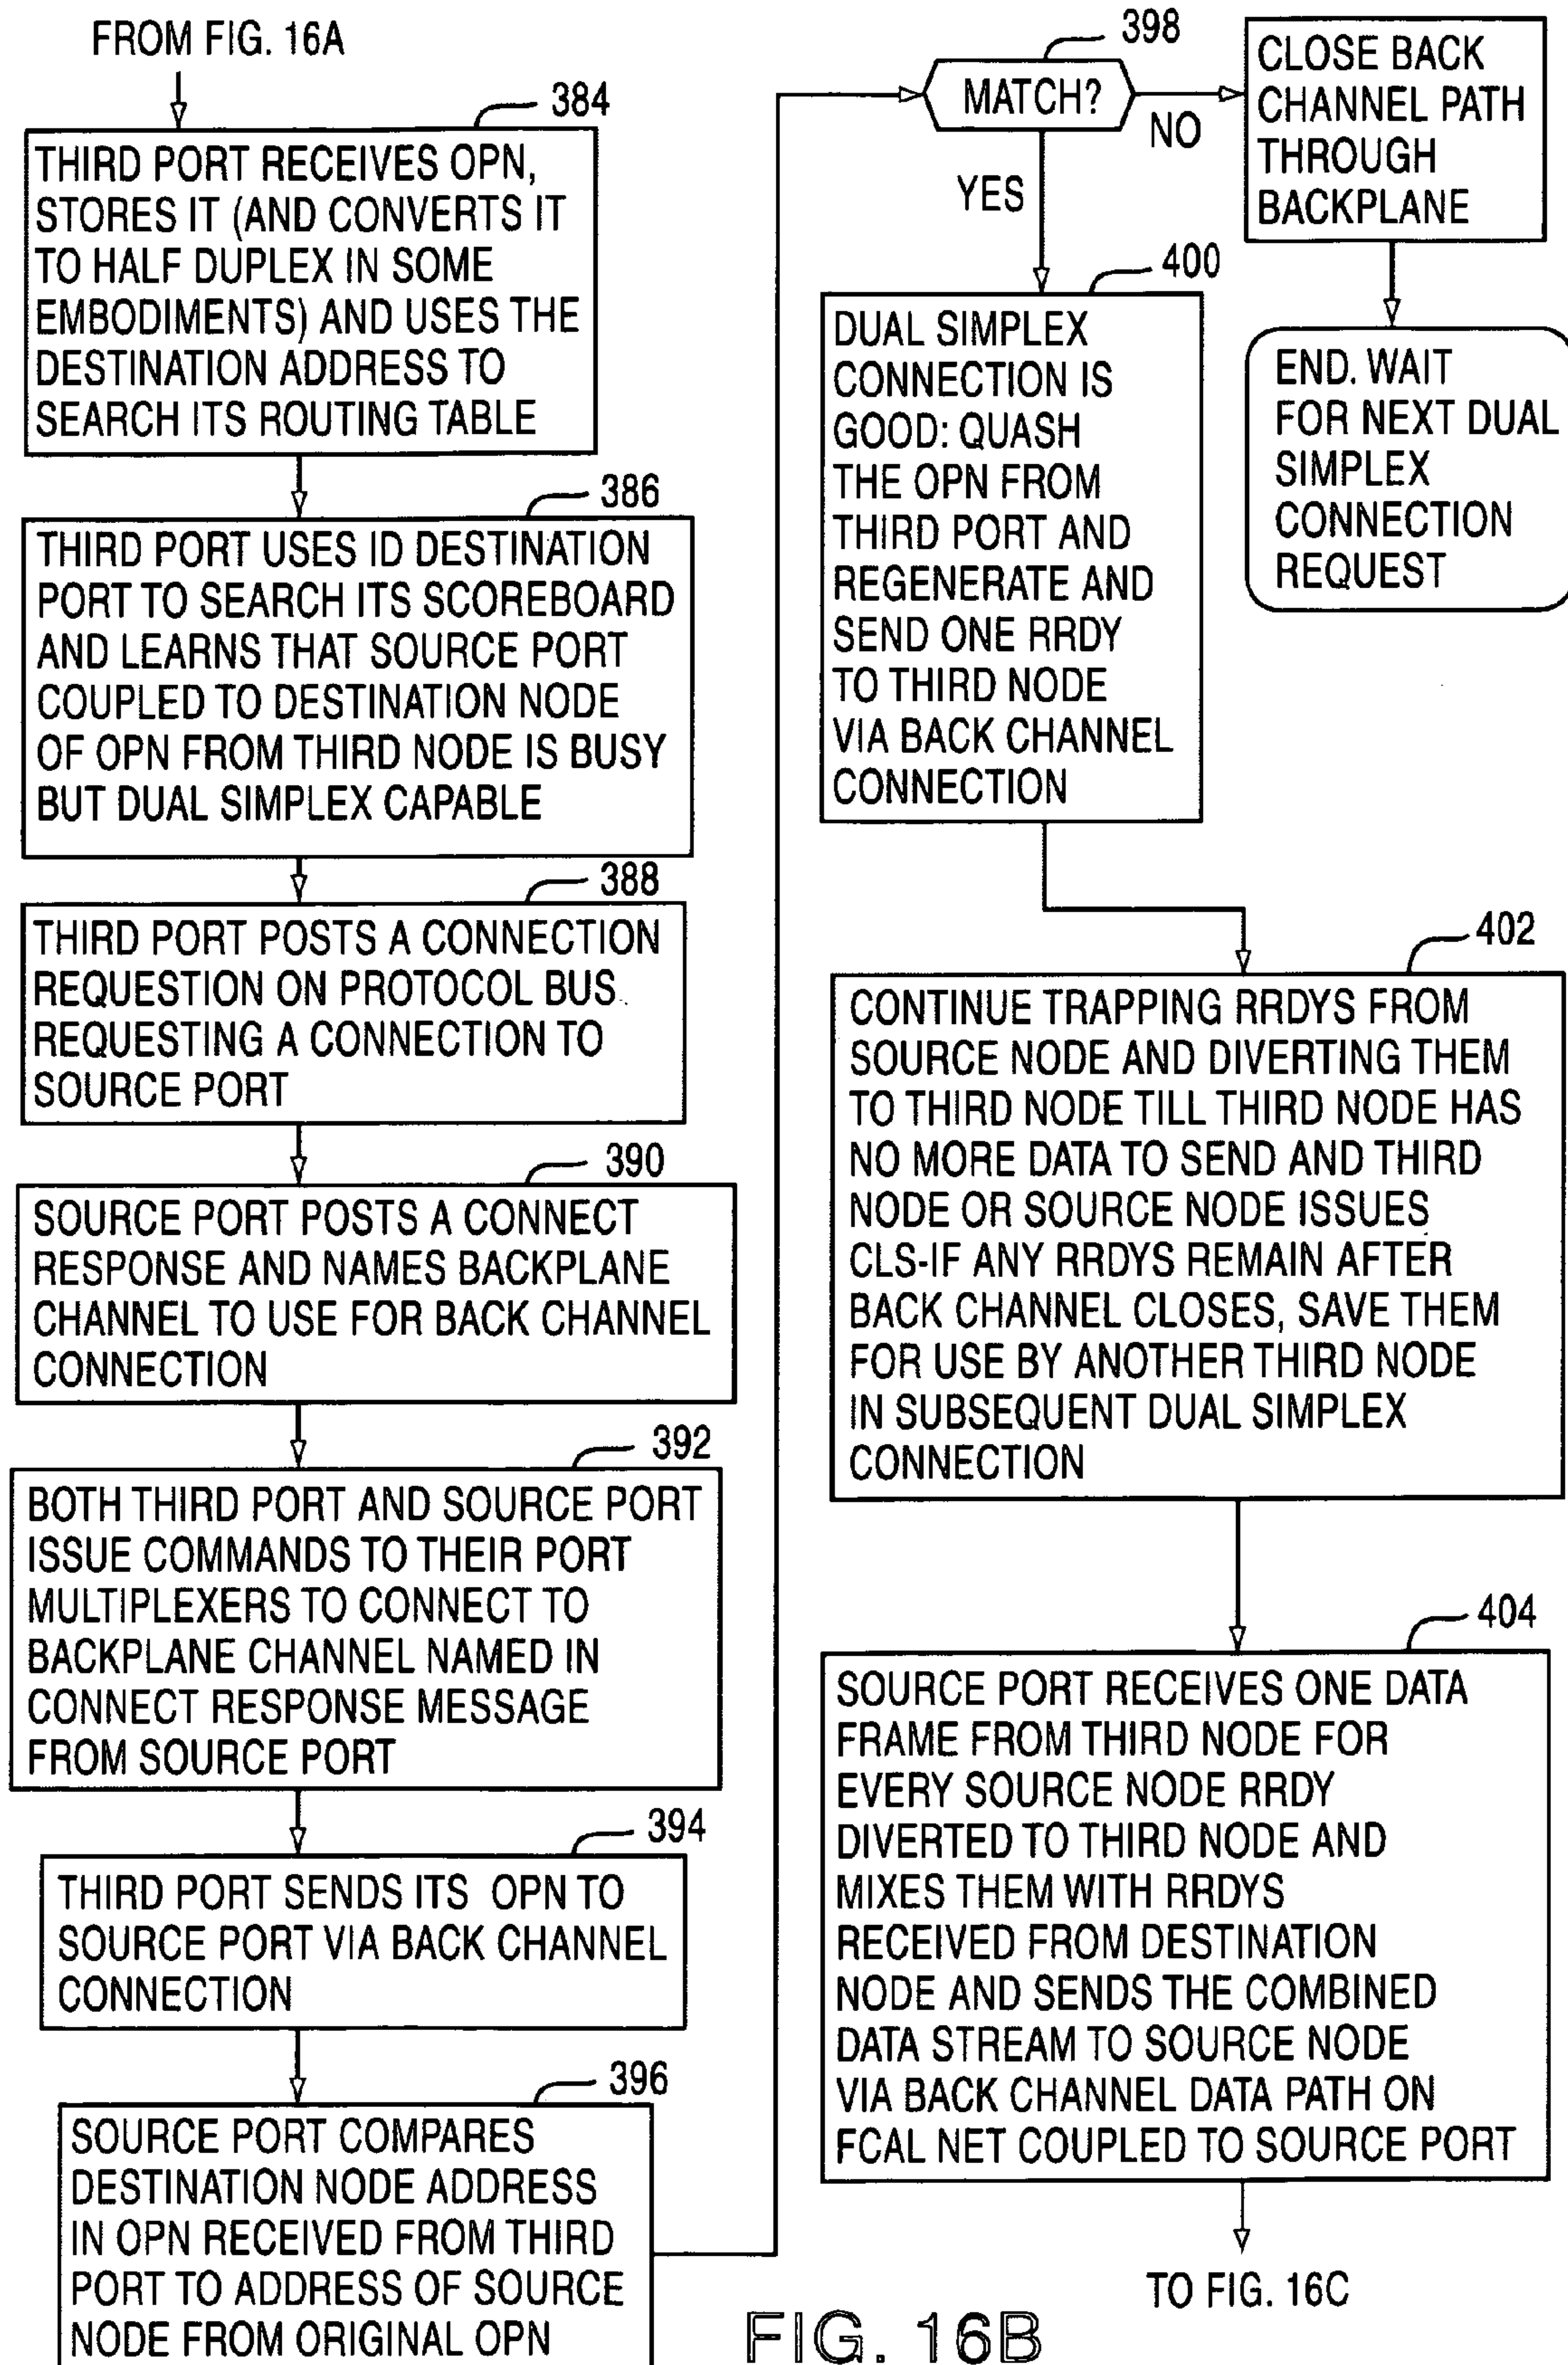 FROM FIG. 16A
384
THIRD PORT RECEIVES OPN,
STORES IT (AND CONVERTS IT
TO HALF DUPLEX IN SOME
EMBODIMENTS) AND USES THE
DESTINATION ADDRESS TO
SEARCH ITS ROUTING TABLE
386
THIRD PORT USES ID DESTINATION
PORT TO SEARCH ITS SCOREBOARD
AND LEARNS THAT SOURCE PORT
COUPLED TO DESTINATION NODE
OF OPN FROM THIRD NODE IS BUSY
BUT DUAL SIMPLEX CAPABLE
388
THIRD PORT POSTS A CONNECTION
REQUESTION ON PROTOCOL BUS
REQUESTING A CONNECTION TO
SOURCE PORT
390
SOURCE PORT POSTS A CONNECT
RESPONSE AND NAMES BACKPLANE
CHANNEL TO USE FOR BACK CHANNEL
CONNECTION
392
BOTH THIRD PORT AND SOURCE PORT
ISSUE COMMANDS TO THEIR PORT
MULTIPLEXERS TO CONNECT TO
BACKPLANE CHANNEL NAMED IN
CONNECT RESPONSE MESSAGE
FROM SOURCE PORT
394
THIRD PORT SENDS ITS OPN TO
SOURCE PORT VIA BACK CHANNEL
CONNECTION
396
SOURCE PORT COMPARES
DESTINATION NODE ADDRESS
IN OPN RECEIVED FROM THIRD
PORT TO ADDRESS OF SOURCE
NODE FROM ORIGINAL OPN
398
MATCH?
NO
YES
CLOSE BACK
CHANNEL PATH
THROUGH
BACKPLANE
END. WAIT
FOR NEXT DUAL
SIMPLEX
CONNECTION
REQUEST
400
DUAL SIMPLEX
CONNECTION IS
GOOD: QUASH
THE OPN FROM
THIRD PORT AND
REGENERATE AND
SEND ONE RRDY
TO THIRD NODE
VIA BACK CHANNEL
CONNECTION
402
CONTINUE TRAPPING RRDYS FROM
SOURCE NODE AND DIVERTING THEM
TO THIRD NODE TILL THIRD NODE HAS
NO MORE DATA TO SEND AND THIRD
NODE OR SOURCE NODE ISSUES
CLS-IF ANY RRDYS REMAIN AFTER
BACK CHANNEL CLOSES, SAVE THEM
FOR USE BY ANOTHER THIRD NODE
IN SUBSEQUENT DUAL SIMPLEX
CONNECTION
404
SOURCE PORT RECEIVES ONE DATA
FRAME FROM THIRD NODE FOR
EVERY SOURCE NODE RRDY
DIVERTED TO THIRD NODE AND
MIXES THEM WITH RRDYS
RECEIVED FROM DESTINATION
NODE AND SENDS THE COMBINED
DATA STREAM TO SOURCE NODE
VIA BACK CHANNEL DATA PATH ON
FCAL NET COUPLED TO SOURCE PORT
TO FIG. 16C
FIG. 16B